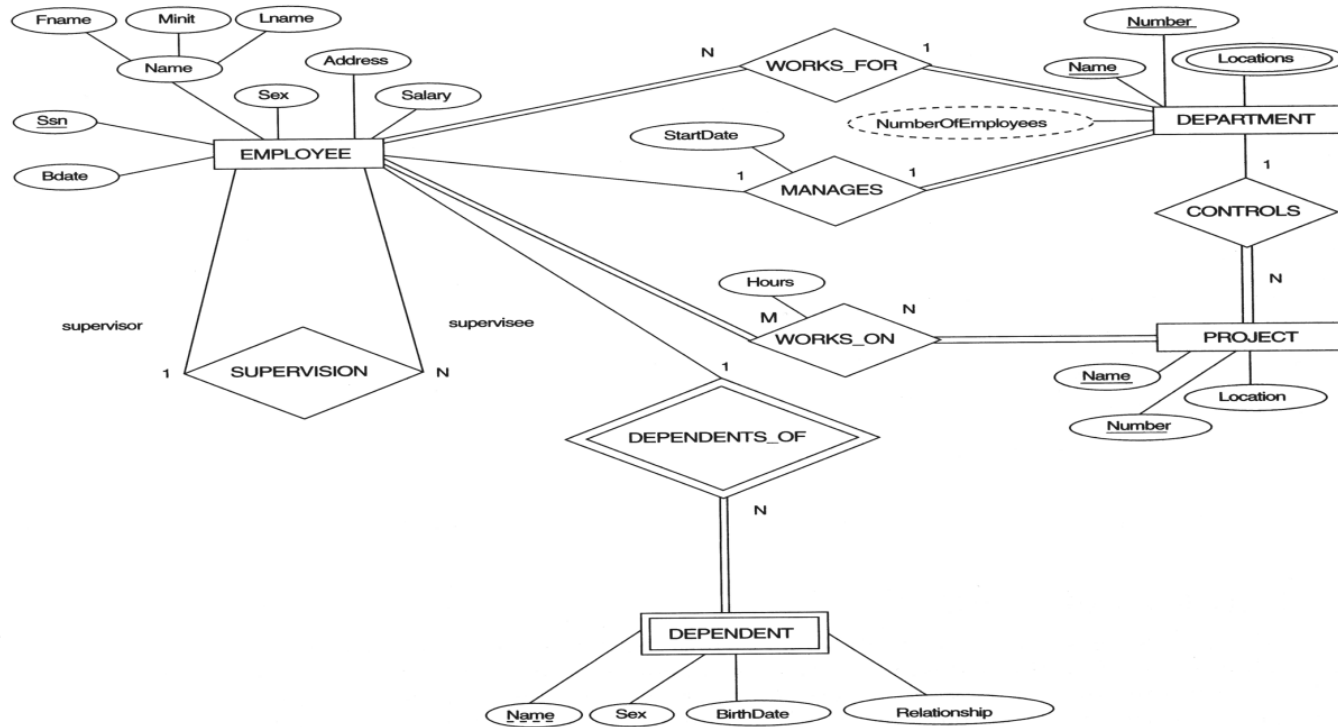 Fname
Minit
Lname
Number
Name
Address
N
WORKS_FOR
1
Name
Locations
Sex
Salary
Ssn
StartDate
NumberOfEmployees
DEPARTMENT
EMPLOYEE
Bdate
1
MANAGES
1
1
CONTROLS
N
Hours
supervisor
supervisee
M
N
WORKS_ON
PROJECT
1
SUPERVISION
N
1
Name
Location
Number
DEPENDENTS_OF
N
DEPENDENT
Name
Sex
BirthDate
Relationship